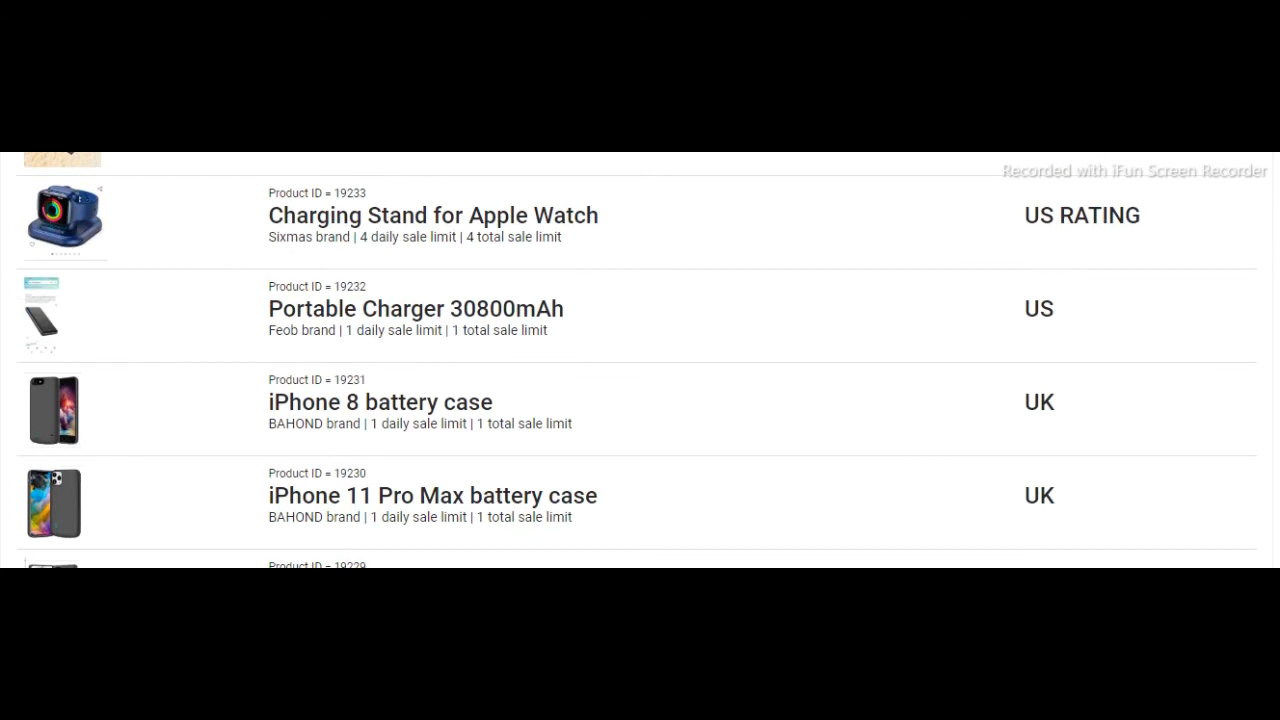 Recorded with iFun Screen Recorder
Product ID = 19233
Charging Stand for Apple Watch
US RATING
Sixmas brand | 4 daily sale limit | 4 total sale limit
Product ID = 19232
Portable Charger 30800mAh
US
Feob brand | 1 daily sale limit | 1 total sale limit
Product ID = 19231
iPhone 8 battery case
UK
BAHOND brand | 1 daily sale limit | 1 total sale limit
Product ID = 19230
iPhone 11 Pro Max battery case
UK
BAHOND brand | 1 daily sale limit | 1 total sale limit
Product ID = 19229